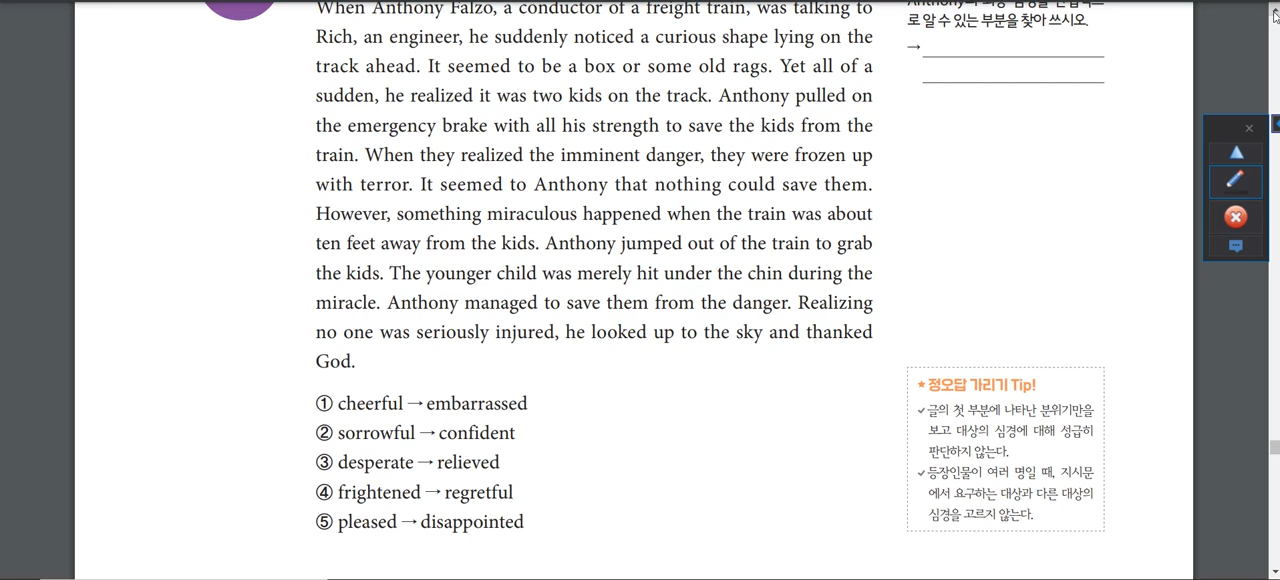 When Anthony Falzo, a conductor of a freight train, was talking to
Rich, an engineer, he suddenly noticed a curious shape lying on the
track ahead. It seemed to be a box or some old rags. Yet all of a
sudden, he realized it was two kids on the track. Anthony pulled on
the emergency brake with all his strength to save the kids from the
train. When they realized the imminent danger, they were frozen up
with terror. It seemed to Anthony that nothing could save them.
However, something miraculous happened when the train was about
ten feet away from the kids. Anthony jumped out of the train to grab
the kids. The younger child was merely hit under the chin during the
miracle. Anthony managed to save them from the danger. Realizing
no one was seriously injured, he looked up to the sky and thanked
God.
① cheerful → embarrassed
② sorrowful → confident
③ desperate → relieved
④ frightened → regretful
⑤ pleased → disappointed
로 알 수 있는 부분을 찾아 쓰시오.
→
★ 정오답 가리기 Tip!
✓ 글의 첫 부분에 나타난 분위기만을
보고 대상의 심경에 대해 성급히
판단하지 않는다.
✓ 등장인물이 여러 명일 때, 지시문
에서 요구하는 대상과 다른 대상의
심경을 고르지 않는다.